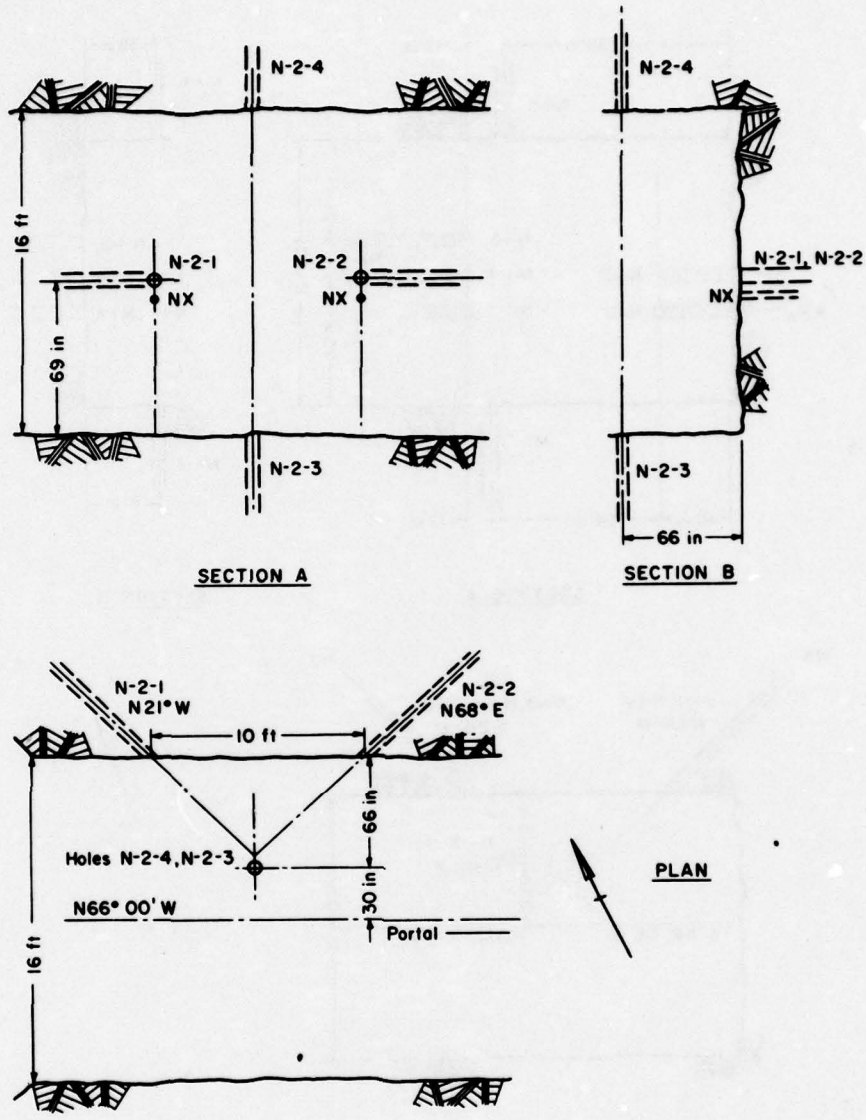 N-2-4
N-2-4
16 ft
N-2-1
N-2-2
N-2-1, N-2-2
NX
NX
NX
69 in
N-2-3
N-2-3
66 in
SECTION A
SECTION B
N-2-1
N21° W
N-2-2
N68° E
10 ft
66 in
Holes N-2-4, N-2-3
PLAN
N66° 00' W
30 in
Portal
16 ft